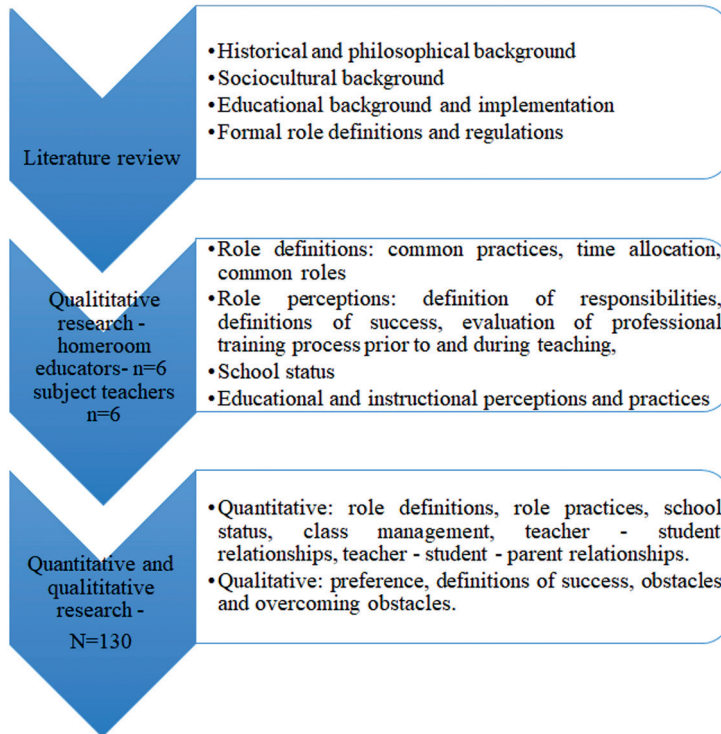 Literature review
•Historical and philosophical background
•Sociocultural background
•Educational background and implementation
•Formal role definitions and regulations
Qualititative
research -
homeroom
educators- n=6
subject teachers
n=6
•Role definitions: common practices, time allocation,
common roles
•Role perceptions: definition of responsibilities,
definitions of success, evaluation of professional
training process prior to and during teaching,
•School status
•Educational and instructional perceptions and practices
Quantitative and
qualititative
research -
N=130
•Quantitative: role definitions, role practices, school
status, class management, teacher - student
relationships, teacher - student - parent relationships.
•Qualitative: preference, definitions of success, obstacles
and overcoming obstacles.